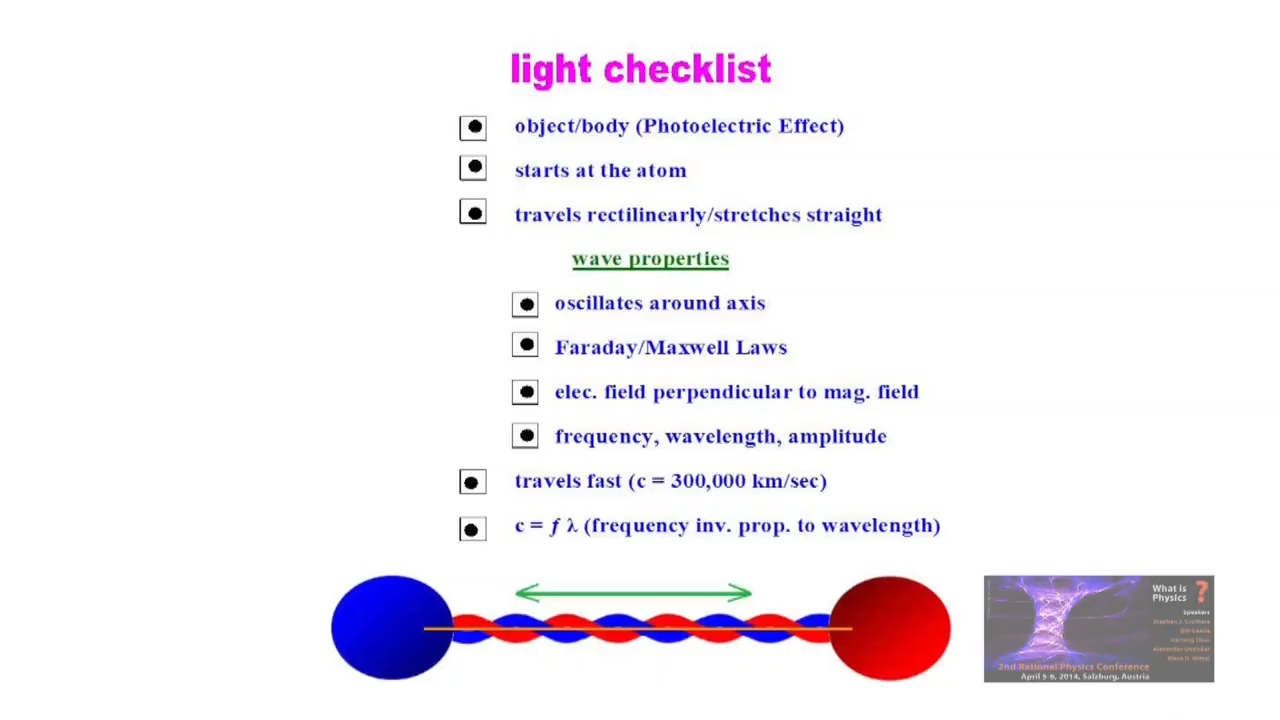 light checklist
object/body (Photoelectric Effect)
starts at the atom
travels rectilinearly/stretches straight
wave properties
oscillates around axis
Faraday/Maxwell Laws
elec. field perpendicular to mag. field
frequency, wavelength, amplitude
travels fast (c = 300,000 km/sec)
c = ƒ λ (frequency inv. prop. to wavelength)
What is
Physics ?
Speakers
2nd Rational Physics Conference
April 5-6, 2014, Salzburg, Austria